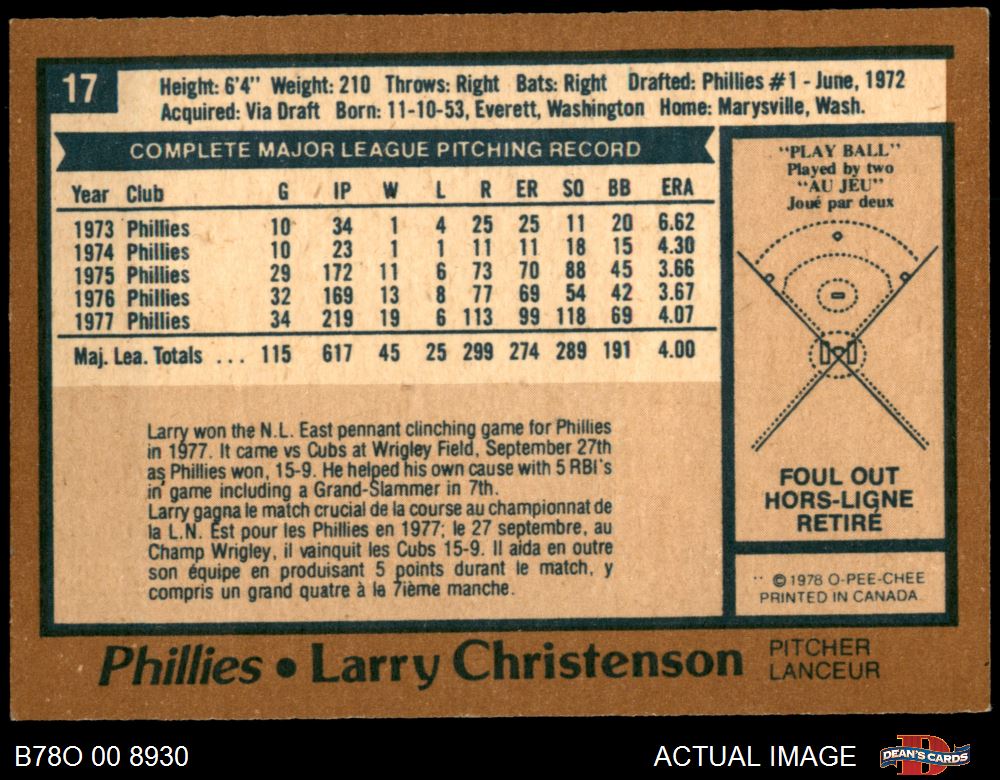 17
Height: 6'4" Weight: 210 Throws: Right Bats: Right Drafted: Phillies #1 - June, 1972
Acquired: Via Draft Born: 11-10-53, Everett, Washington Home: Marysville, Wash.
COMPLETE MAJOR LEAGUE PITCHING RECORD
Year Club G IP W L R ER SO BB ERA
1973 Phillies 10 34 1 4 25 25 11 20 6.62
1974 Phillies 10 23 1 1 11 11 18 15 4.30
1975 Phillies 29 172 11 6 73 70 88 45 3.66
1976 Phillies 32 169 13 8 77 69 54 42 3.67
1977 Phillies 34 219 19 6 113 99 118 69 4.07
Maj. Lea. Totals ... 115 617 45 25 299 274 289 191 4.00
Larry won the N.L. East pennant clinching game for Phillies
in 1977. It came vs Cubs at Wrigley Field, September 27th
as Phillies won, 15-9. He helped his own cause with 5 RBI's
in game including a Grand-Slammer in 7th.
Larry gagna le match crucial de la course au championnat de
la L.N. Est pour les Phillies en 1977; le 27 septembre, au
Champ Wrigley, il vainquit les Cubs 15-9. Il aida en outre
son équipe en produisant 5 points durant le match, y
compris un grand quatre à la 7ième manche.
"PLAY BALL"
Played by two
"AU JEU"
Joué par deux
FOUL OUT
HORS-LIGNE
RETIRÉ
© 1978 O-PEE-CHEE
PRINTED IN CANADA
Phillies • Larry Christenson
PITCHER
LANCEUR
B78O 00 8930
ACTUAL IMAGE
DEAN'S CARDS